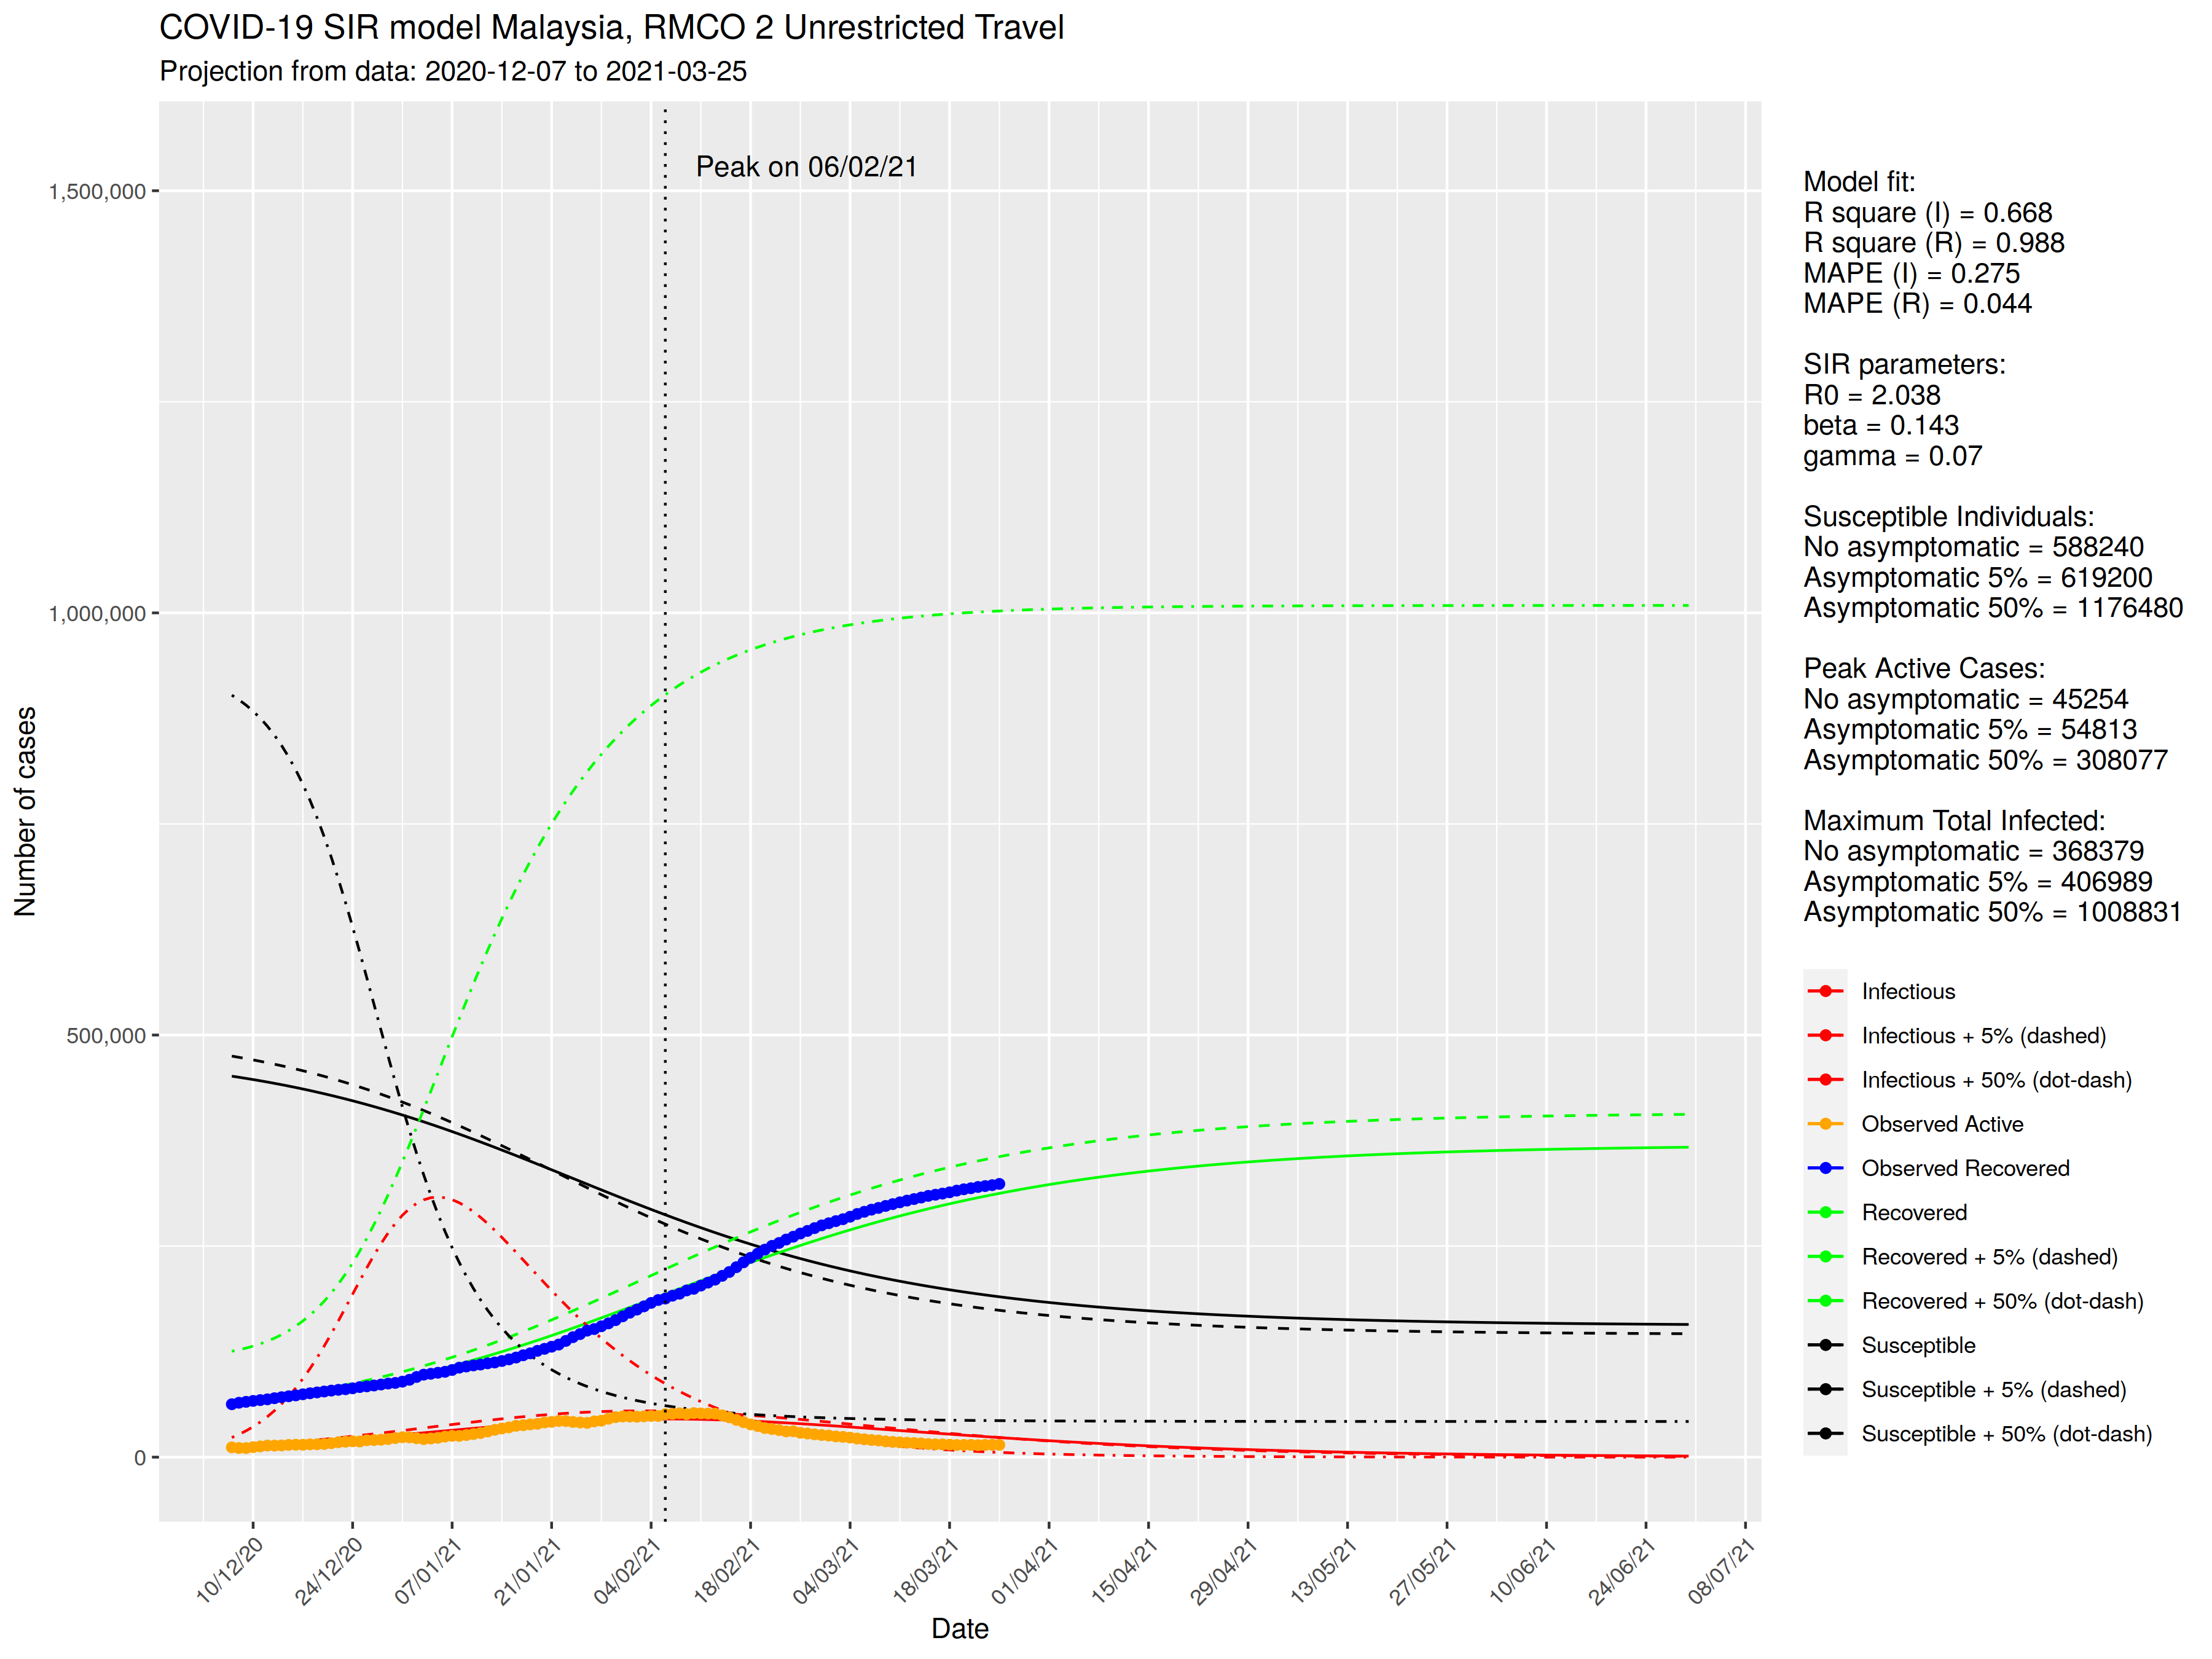 COVID-19 SIR model Malaysia, RMCO 2 Unrestricted Travel
Projection from data: 2020-12-07 to 2021-03-25
Peak on 06/02/21
1,500,000
1,000,000
500,000
0
Number of cases
10/12/20
24/12/20
07/01/21
21/01/21
04/02/21
18/02/21
04/03/21
18/03/21
01/04/21
15/04/21
29/04/21
13/05/21
27/05/21
10/06/21
24/06/21
08/07/21
Date
Model fit:
R square (I) = 0.668
R square (R) = 0.988
MAPE (I) = 0.275
MAPE (R) = 0.044
SIR parameters:
R0 = 2.038
beta = 0.143
gamma = 0.07
Susceptible Individuals:
No asymptomatic = 588240
Asymptomatic 5% = 619200
Asymptomatic 50% = 1176480
Peak Active Cases:
No asymptomatic = 45254
Asymptomatic 5% = 54813
Asymptomatic 50% = 308077
Maximum Total Infected:
No asymptomatic = 368379
Asymptomatic 5% = 406989
Asymptomatic 50% = 1008831
Infectious
Infectious + 5% (dashed)
Infectious + 50% (dot-dash)
Observed Active
Observed Recovered
Recovered
Recovered + 5% (dashed)
Recovered + 50% (dot-dash)
Susceptible
Susceptible + 5% (dashed)
Susceptible + 50% (dot-dash)